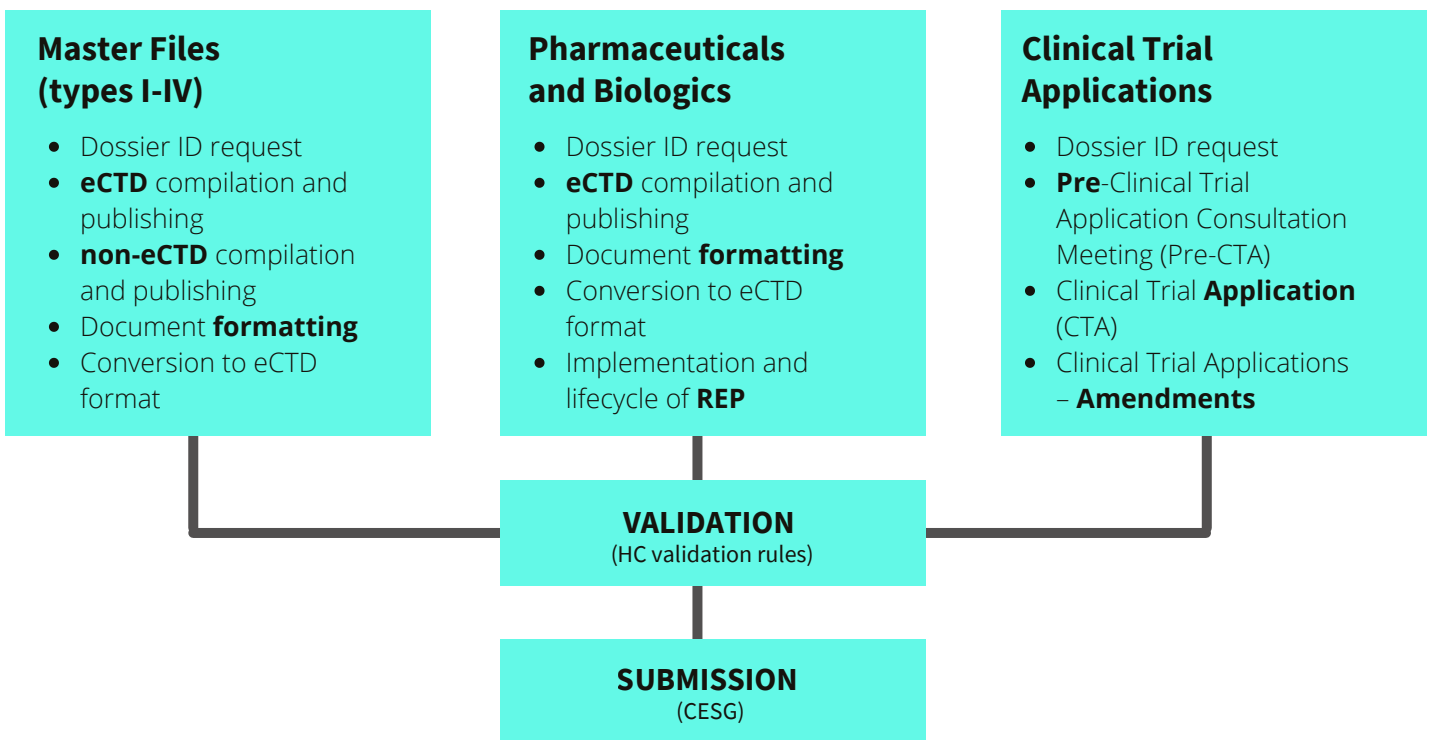 Master Files
(types I-IV)
• Dossier ID request
• eCTD compilation and
publishing
• non-eCTD compilation
and publishing
• Document formatting
• Conversion to eCTD
format
Pharmaceuticals
and Biologics
• Dossier ID request
• eCTD compilation and
publishing
• Document formatting
• Conversion to eCTD
format
• Implementation and
lifecycle of REP
Clinical Trial
Applications
• Dossier ID request
• Pre-Clinical Trial
Application Consultation
Meeting (Pre-CTA)
• Clinical Trial Application
(CTA)
• Clinical Trial Applications
– Amendments
VALIDATION
(HC validation rules)
SUBMISSION
(CESG)